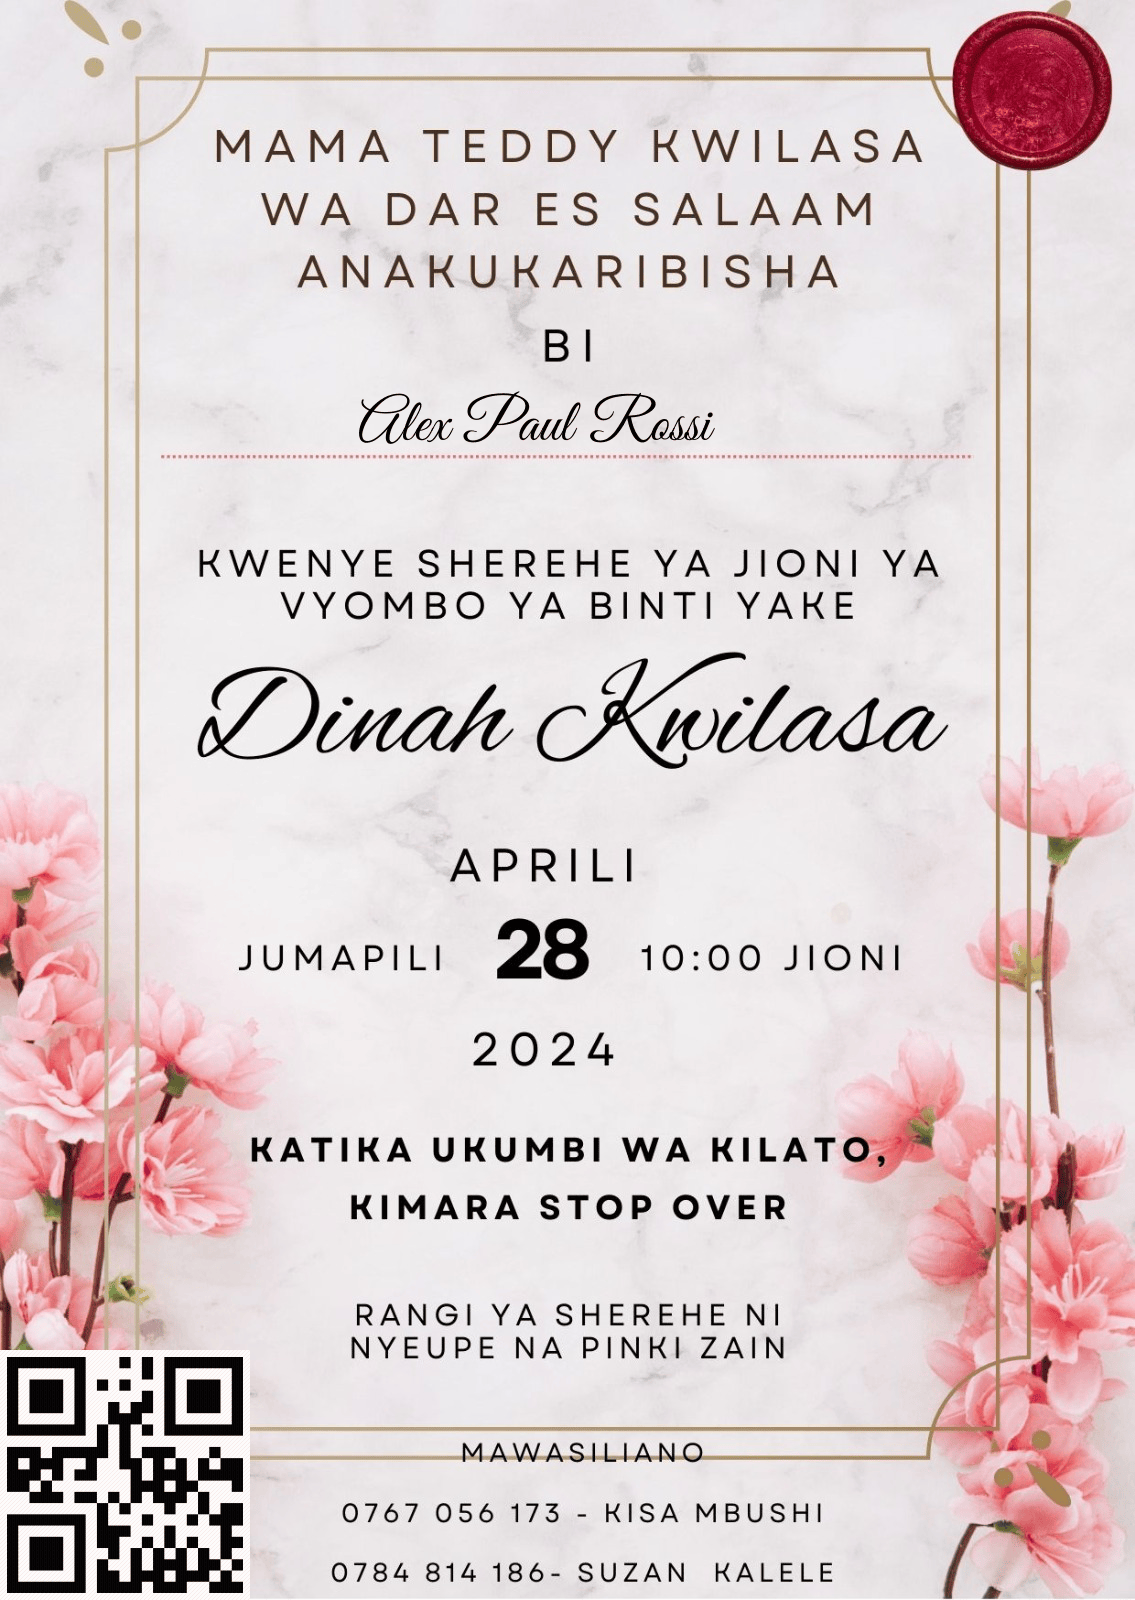 MAMA TEDDY KWILASA
WA DAR ES SALAAM
ANAKUKARIBISHA
BI
Alex Paul Rossi
KWENYE SHEREHE YA JIONI YA
VYOMBO YA BINTI YAKE
Dinah Kwilasa
APRILI
JUMAPILI 28 10:00 JIONI
2024
KATIKA UKUMBI WA KILATO,
KIMARA STOP OVER
RANGI YA SHEREHE NI
NYEUPE NA PINKI ZAIN
MAWASILIANO
0767 056 173 - KISA MBUSHI
0784 814 186- SUZAN KALELE